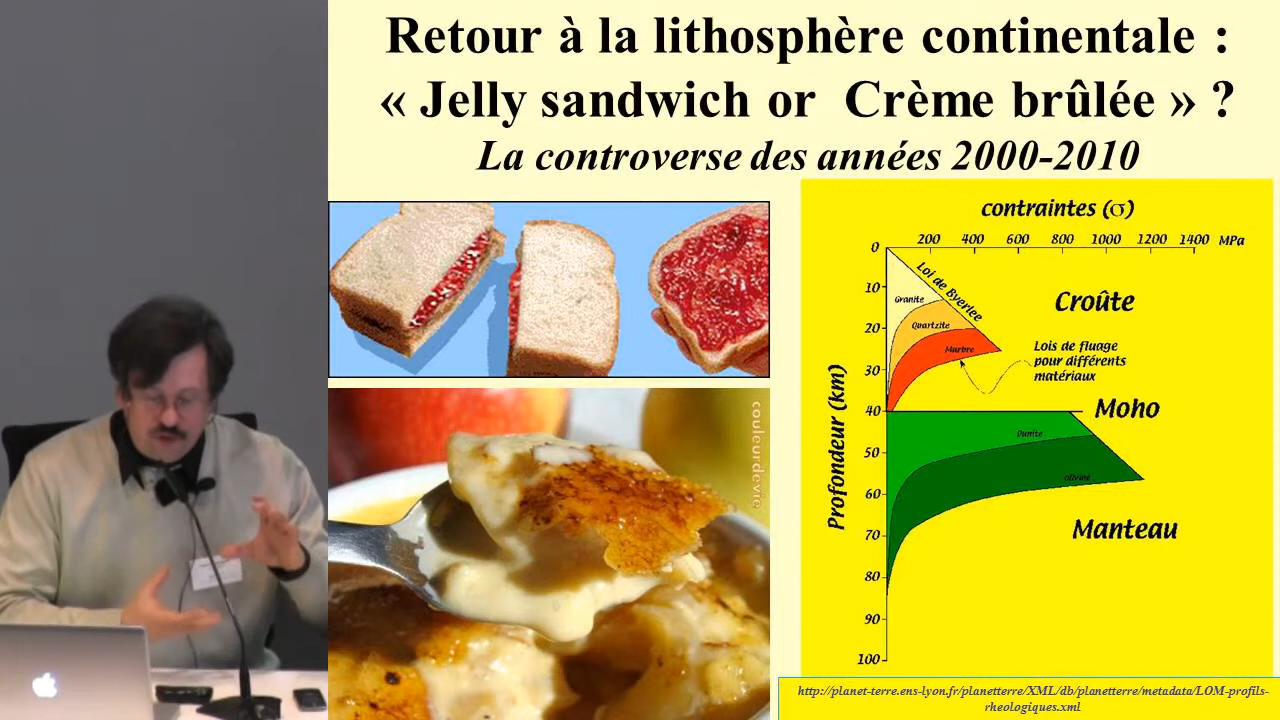 Retour à la lithosphère continentale :
« Jelly sandwich or Crème brûlée » ?
La controverse des années 2000-2010
couleurdevie
contraintes (σ)
0 200 400 600 800 1000 1200 1400 MPa
Loi de Byerlee
10
Granite
Croûte
20
Quartzite
Marbre
Lois de fluage
pour différents
matériaux
30
Profondeur (km)
40
Moho
Dunite
50
Olivine
60
Manteau
70
80
90
100
http://planet-terre.ens-lyon.fr/planetterre/XML/db/planetterre/metadata/LOM-profils-
rheologiques.xml